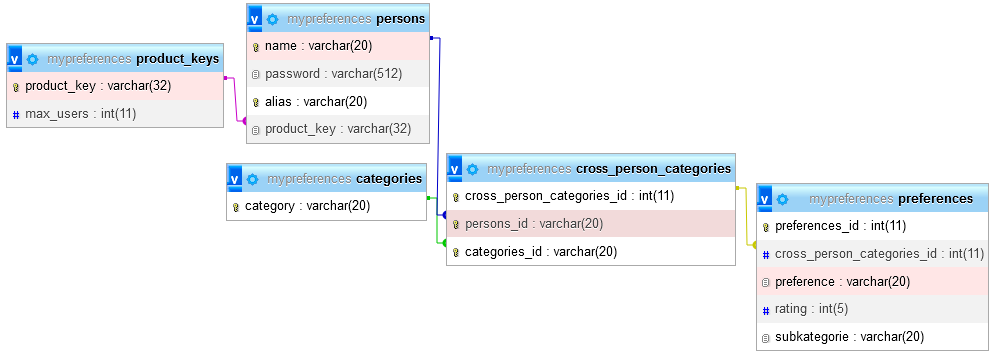 v mypreferences product_keys
product_key : varchar(32)
# max_users : int(11)
v mypreferences persons
name : varchar(20)
password : varchar(512)
alias : varchar(20)
product_key : varchar(32)
v mypreferences categories
category : varchar(20)
v mypreferences cross_person_categories
cross_person_categories_id : int(11)
persons_id : varchar(20)
categories_id : varchar(20)
v mypreferences preferences
preferences_id : int(11)
# cross_person_categories_id : int(11)
preference : varchar(20)
# rating : int(5)
subkategorie : varchar(20)